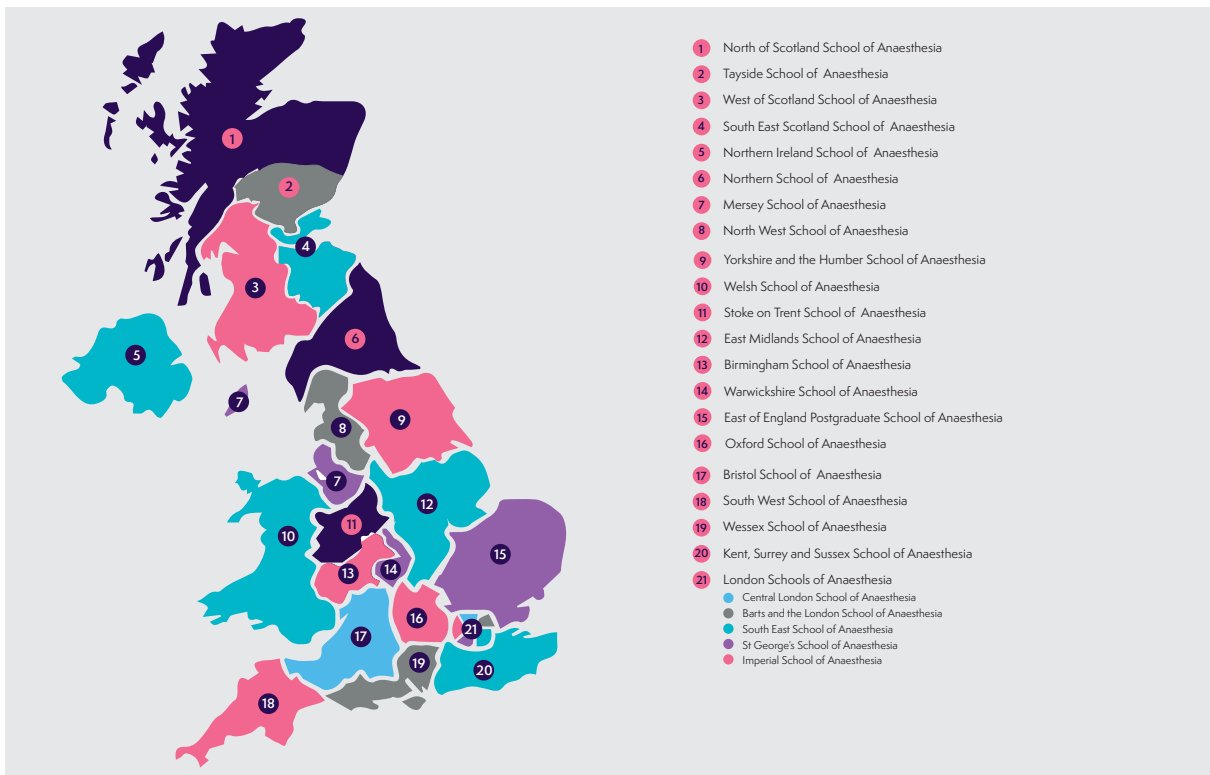 1
2
4
3
5
6
7
8
9
7
12
11
10
15
13
14
16
21
17
19
20
18
1 North of Scotland School of Anaesthesia
2 Tayside School of Anaesthesia
3 West of Scotland School of Anaesthesia
4 South East Scotland School of Anaesthesia
5 Northern Ireland School of Anaesthesia
6 Northern School of Anaesthesia
7 Mersey School of Anaesthesia
8 North West School of Anaesthesia
9 Yorkshire and the Humber School of Anaesthesia
10 Welsh School of Anaesthesia
11 Stoke on Trent School of Anaesthesia
12 East Midlands School of Anaesthesia
13 Birmingham School of Anaesthesia
14 Warwickshire School of Anaesthesia
15 East of England Postgraduate School of Anaesthesia
16 Oxford School of Anaesthesia
17 Bristol School of Anaesthesia
18 South West School of Anaesthesia
19 Wessex School of Anaesthesia
20 Kent, Surrey and Sussex School of Anaesthesia
21 London Schools of Anaesthesia
Central London School of Anaesthesia
Barts and the London School of Anaesthesia
South East School of Anaesthesia
St George's School of Anaesthesia
Imperial School of Anaesthesia